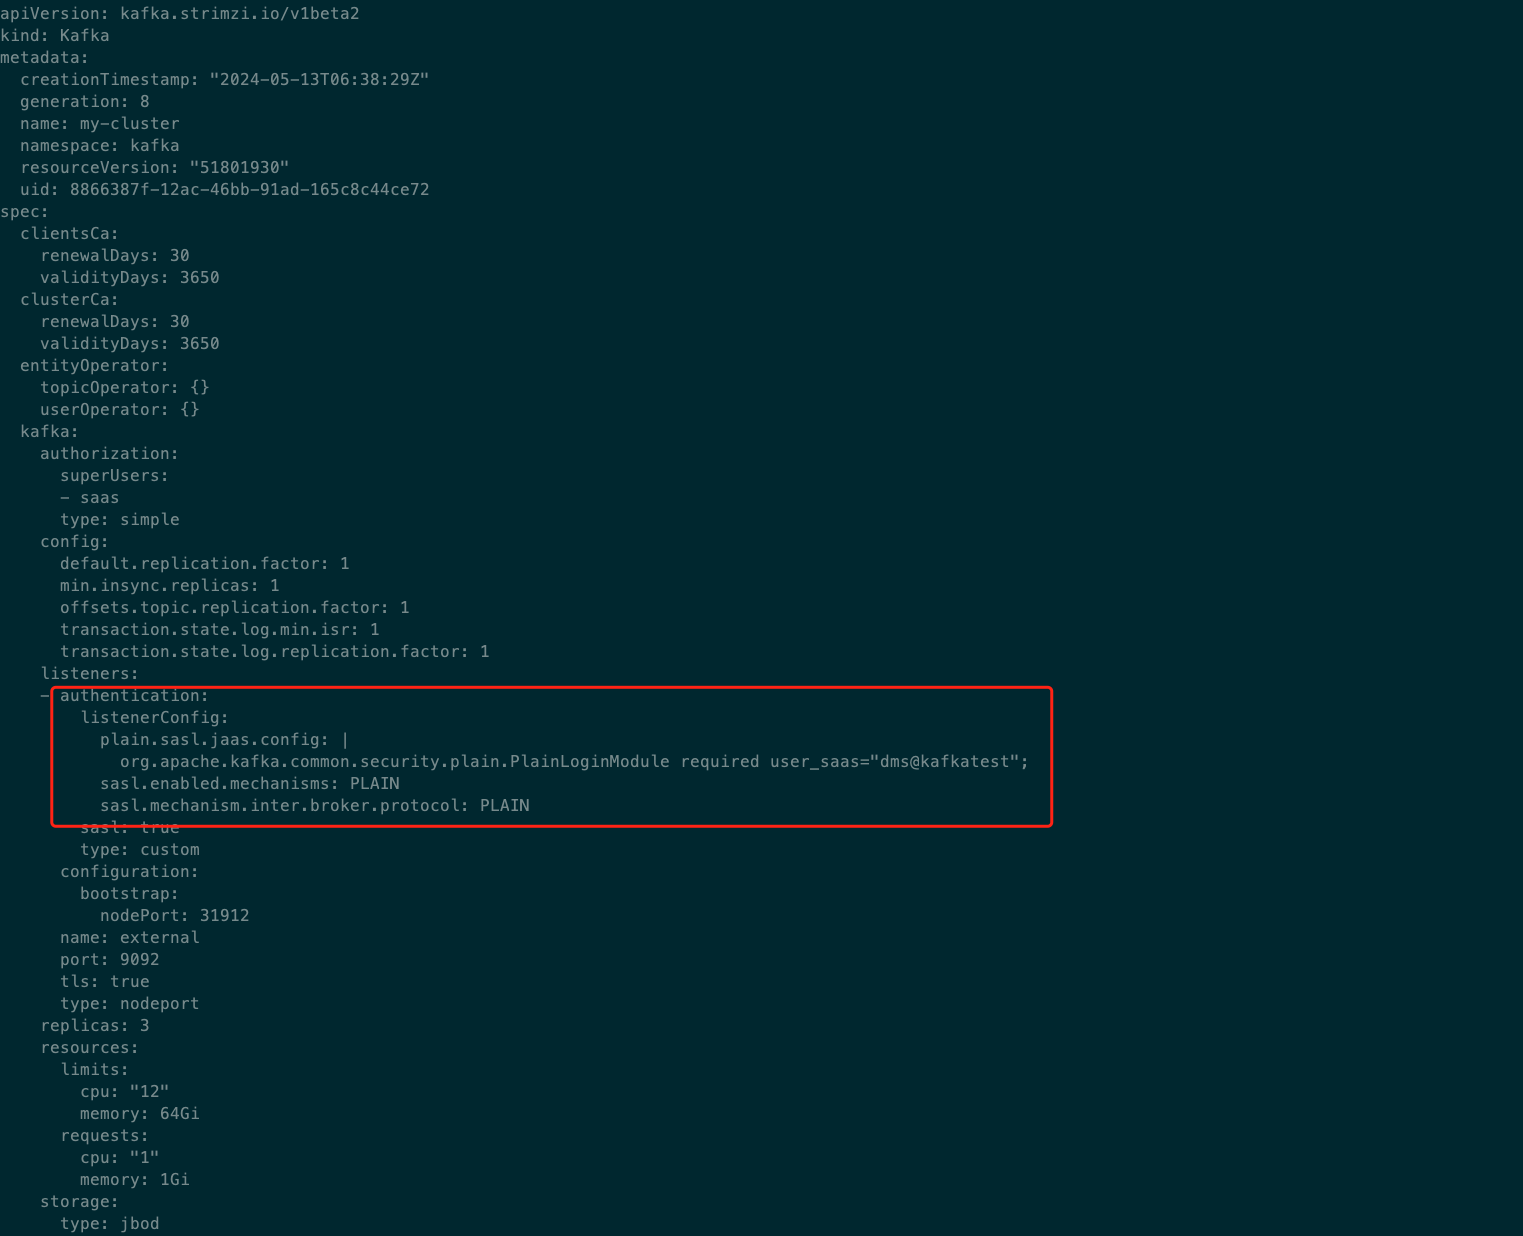 apiVersion: kafka.strimzi.io/v1beta2
kind: Kafka
metadata:
  creationTimestamp: "2024-05-13T06:38:29Z"
  generation: 8
  name: my-cluster
  namespace: kafka
  resourceVersion: "51801930"
  uid: 8866387f-12ac-46bb-91ad-165c8c44ce72
spec:
  clientsCa:
    renewalDays: 30
    validityDays: 3650
  clusterCa:
    renewalDays: 30
    validityDays: 3650
  entityOperator:
    topicOperator: {}
    userOperator: {}
  kafka:
    authorization:
      superUsers:
      - saas
      type: simple
    config:
      default.replication.factor: 1
      min.insync.replicas: 1
      offsets.topic.replication.factor: 1
      transaction.state.log.min.isr: 1
      transaction.state.log.replication.factor: 1
    listeners:
    - authentication:
        listenerConfig:
          plain.sasl.jaas.config: |
            org.apache.kafka.common.security.plain.PlainLoginModule required user_saas="dms@kafkatest";
          sasl.enabled.mechanisms: PLAIN
          sasl.mechanism.inter.broker.protocol: PLAIN
        sasl: true
        type: custom
      configuration:
        bootstrap:
          nodePort: 31912
      name: external
      port: 9092
      tls: true
      type: nodeport
    replicas: 3
    resources:
      limits:
        cpu: "12"
        memory: 64Gi
      requests:
        cpu: "1"
        memory: 1Gi
    storage:
      type: jbod